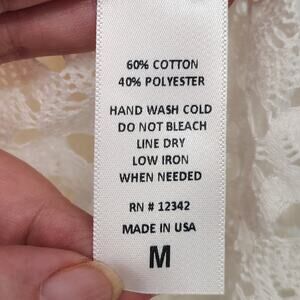 60% COTTON
40% POLYESTER
HAND WASH COLD
DO NOT BLEACH
LINE DRY
LOW IRON
WHEN NEEDED
RN # 12342
MADE IN USA
M